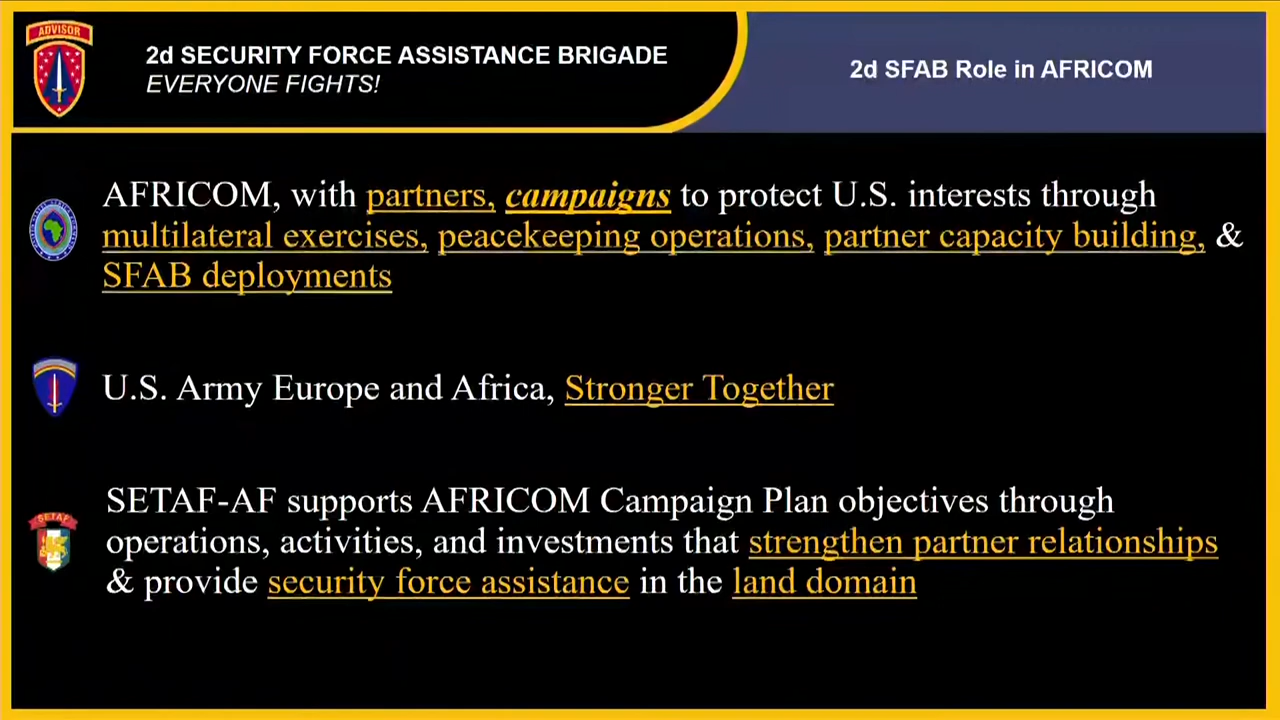 ADVISOR
2d SECURITY FORCE ASSISTANCE BRIGADE
EVERYONE FIGHTS!
2d SFAB Role in AFRICOM
AFRICOM, with partners, campaigns to protect U.S. interests through
multilateral exercises, peacekeeping operations, partner capacity building, &
SFAB deployments
U.S. Army Europe and Africa, Stronger Together
SETAF
SETAF-AF supports AFRICOM Campaign Plan objectives through
operations, activities, and investments that strengthen partner relationships
& provide security force assistance in the land domain